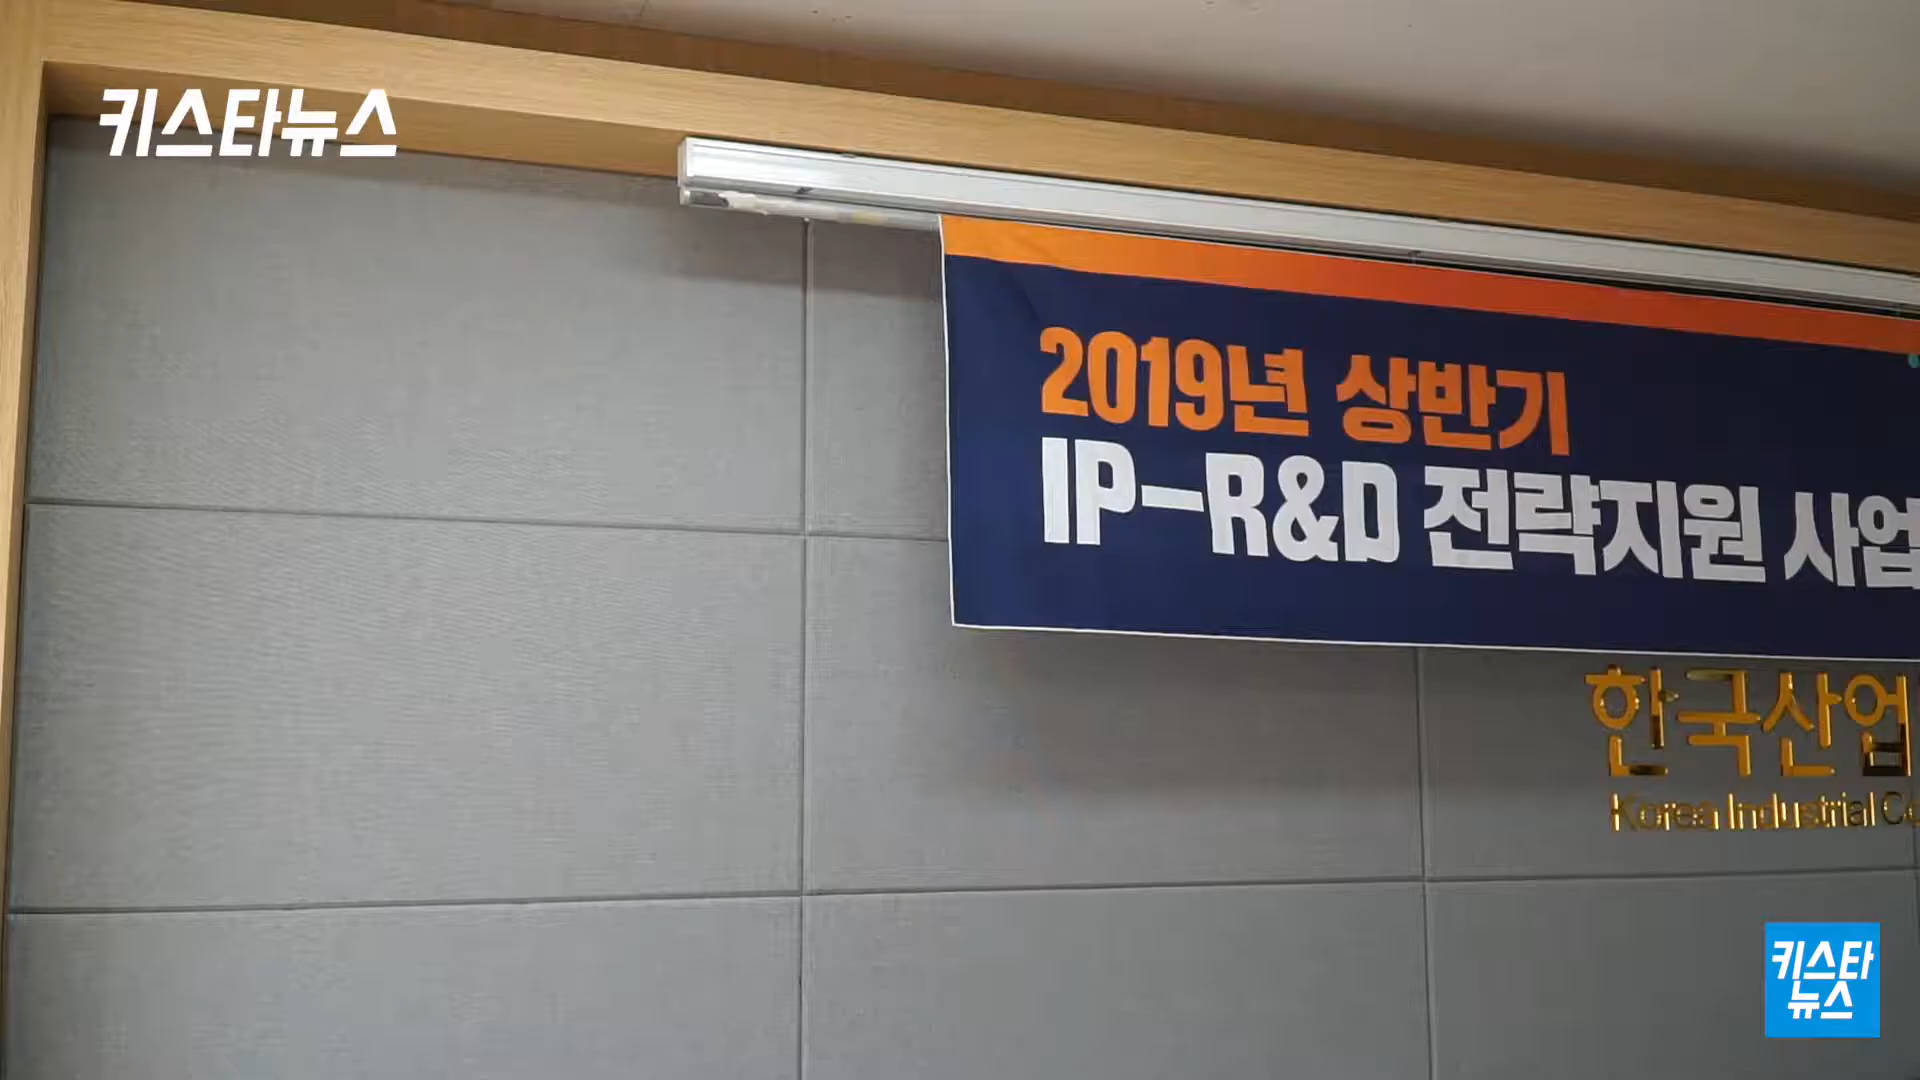 키스타뉴스
2019년 상반기
IP-R&D 전략지원 사업
한국산업
Korea Industrial Co
키스타
뉴스